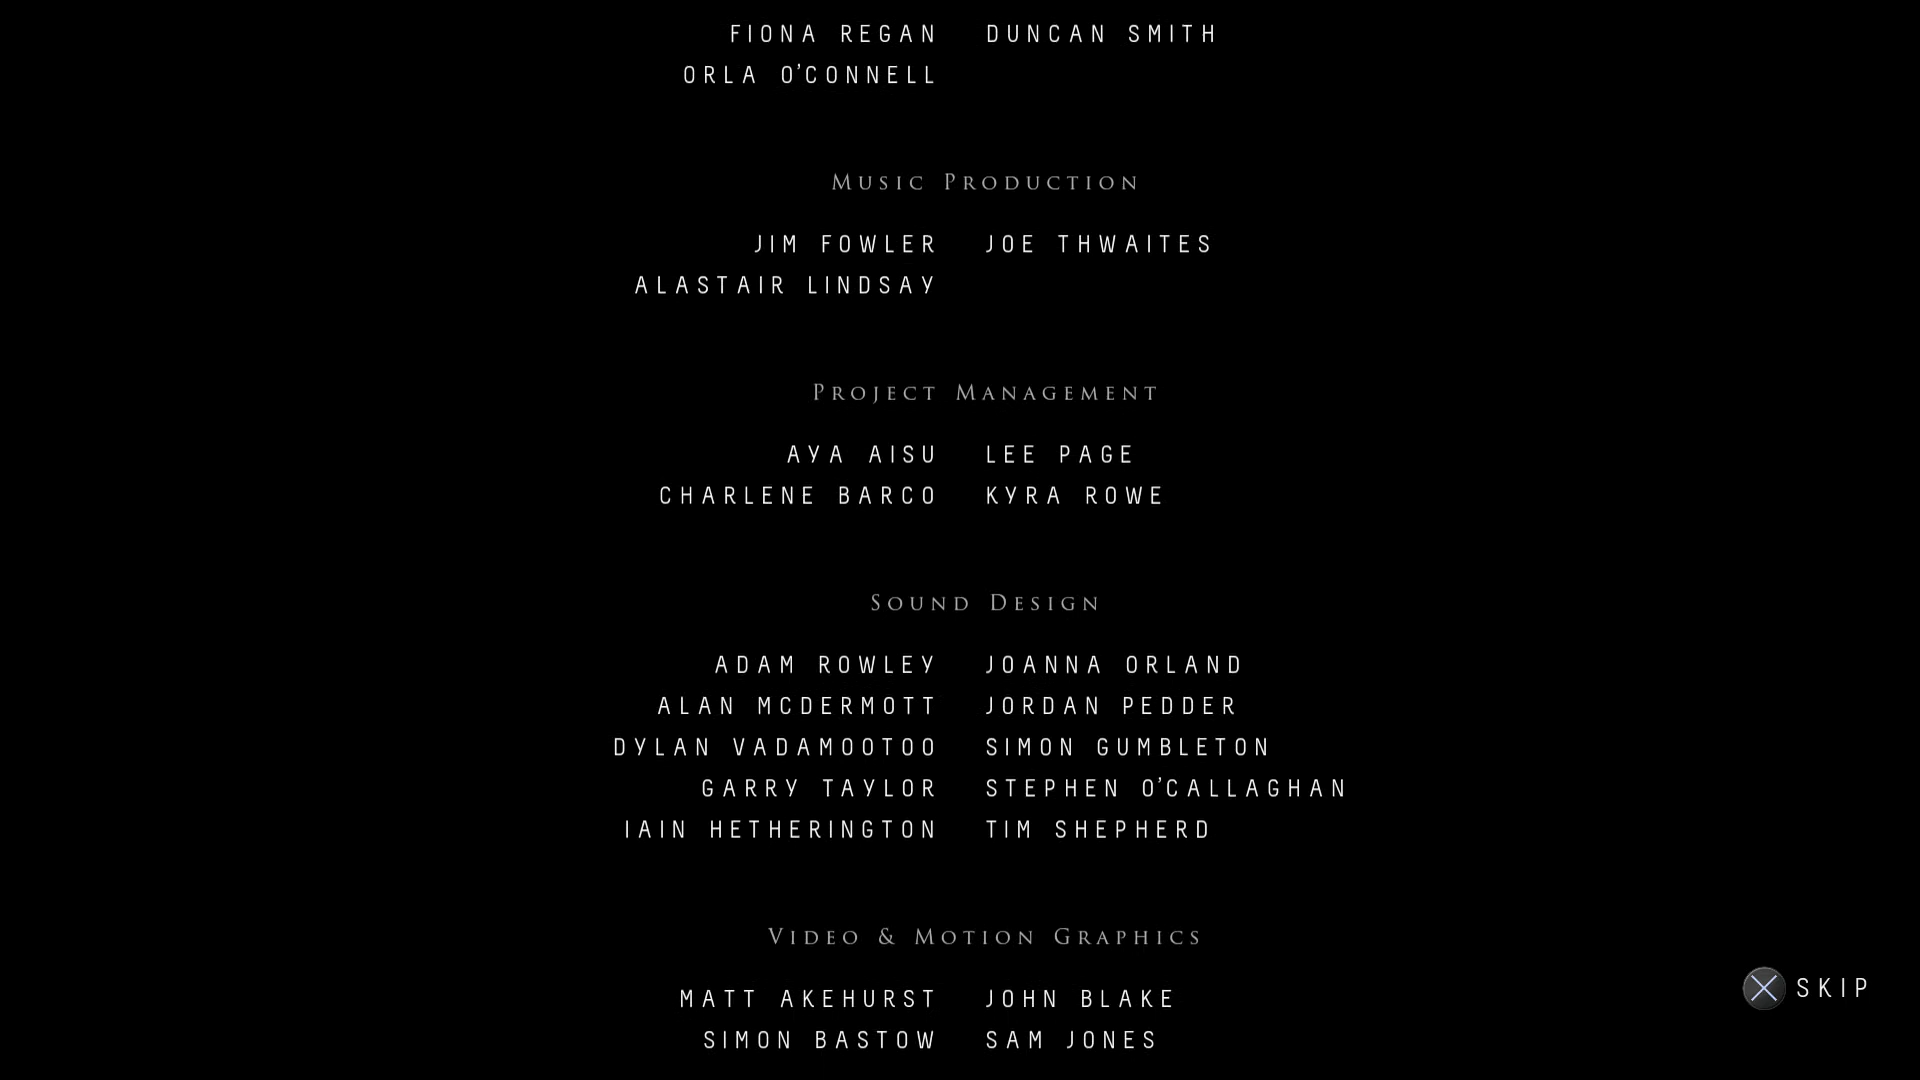 FIONA REGAN DUNCAN SMITH
ORLA O'CONNELL
MUSIC PRODUCTION
JIM FOWLER JOE THWAITES
ALASTAIR LINDSAY
PROJECT MANAGEMENT
AYA AISU LEE PAGE
CHARLENE BARCO KYRA ROWE
SOUND DESIGN
ADAM ROWLEY JOANNA ORLAND
ALAN MCDERMOTT JORDAN PEDDER
DYLAN VADAMOOTOO SIMON GUMBLETON
GARRY TAYLOR STEPHEN O'CALLAGHAN
IAIN HETHERINGTON TIM SHEPHERD
VIDEO & MOTION GRAPHICS
MATT AKEHURST JOHN BLAKE
SKIP
SIMON BASTOW SAM JONES